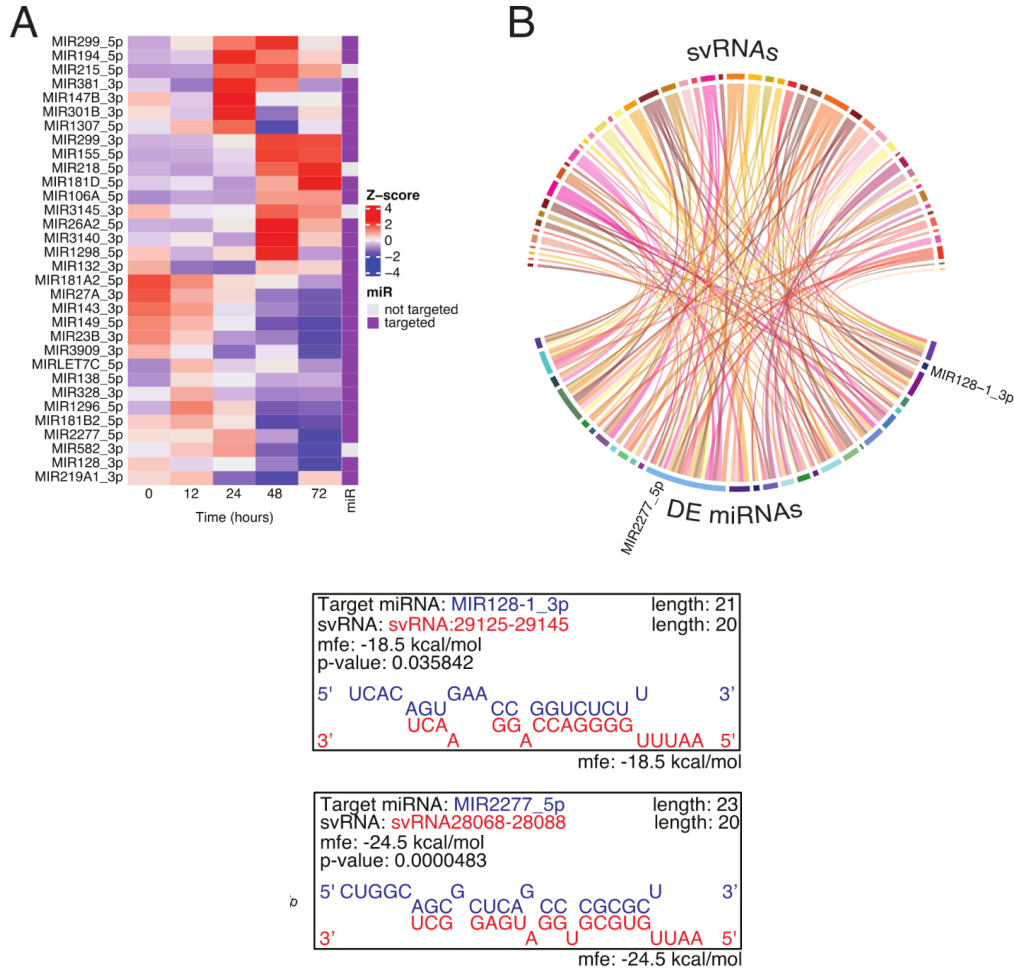 A
MIR299_5p
MIR194_5p
MIR215_5p
MIR381_3p
MIR147B_3p
MIR301B_3p
MIR1307_5p
MIR299_3p
MIR155_5p
MIR218_5p
MIR181D_5p
MIR106A_5p
MIR3145_3p
MIR26A2_5p
MIR3140_3p
MIR1298_5p
MIR132_3p
MIR181A2_5p
MIR27A_3p
MIR143_3p
MIR149_5p
MIR23B_3p
MIR3909_3p
MIRLET7C_5p
MIR138_5p
MIR328_3p
MIR1296_5p
MIR181B2_5p
MIR2277_5p
MIR582_3p
MIR128_3p
MIR219A1_3p
0 12 24 48 72 miR
Time (hours)
Z-score
4
2
0
−2
−4
miR
not targeted
targeted
B
svRNAs
MIR128−1_3p
MIR2277_5p
DE miRNAs
Target miRNA: MIR128-1_3p length: 21
svRNA: svRNA:29125-29145 length: 20
mfe: -18.5 kcal/mol
p-value: 0.035842
5' UCAC GAA U 3'
AGU CC GGUCUCU
UCA GG CCAGGGG
3' A A UUUAA 5'
mfe: -18.5 kcal/mol
Target miRNA: MIR2277_5p length: 23
svRNA: svRNA28068-28088 length: 20
mfe: -24.5 kcal/mol
p-value: 0.0000483
5' CUGGC G G U 3'
AGC CUCA CC CGCGC
UCG GAGU GG GCGUG
3' A U UUAA 5'
mfe: -24.5 kcal/mol